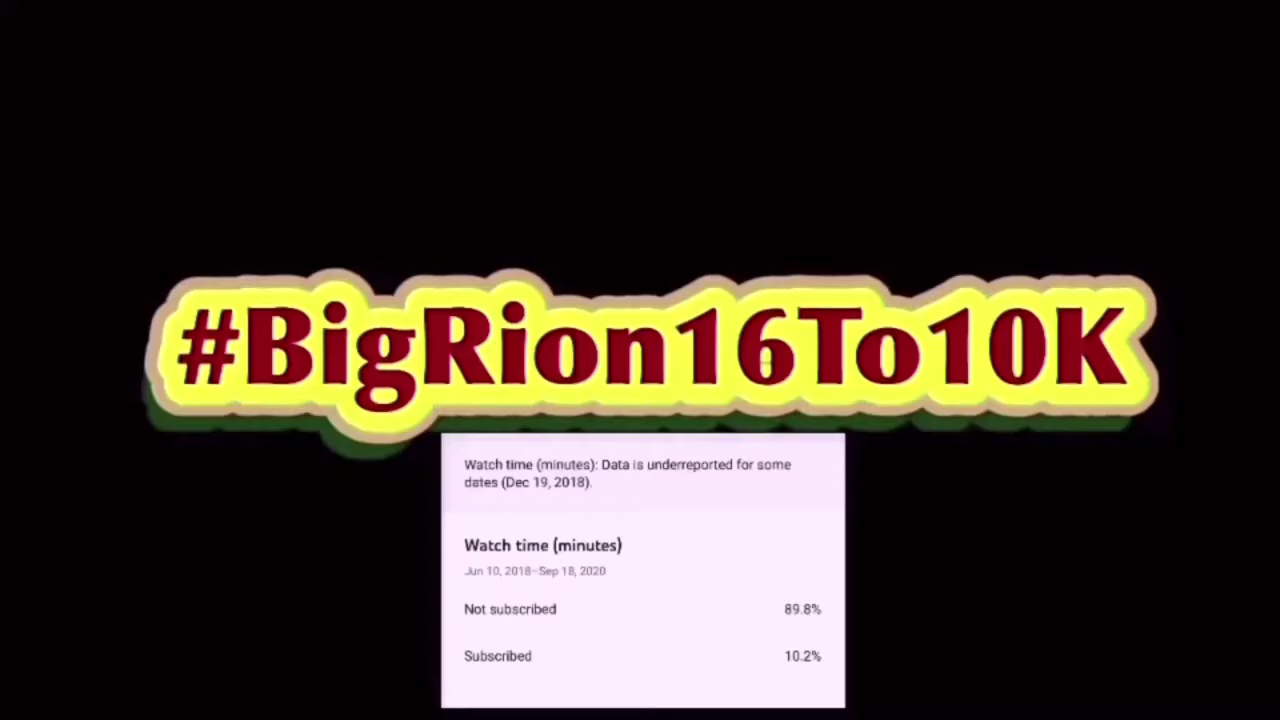 #BigRion16To10K
Watch time (minutes): Data is underreported for some
dates (Dec 19, 2018).
Watch time (minutes)
Jun 10, 2018–Sep 18, 2020
Not subscribed 89.8%
Subscribed 10.2%